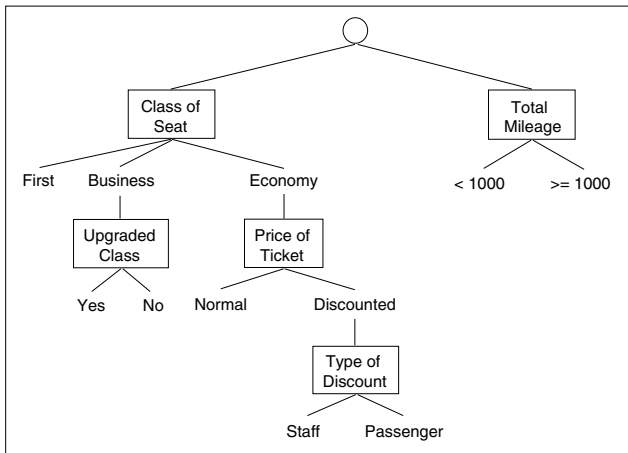 Class of
Seat
Total
Mileage
First
Business
Economy
< 1000
>= 1000
Upgraded
Class
Price of
Ticket
Yes
No
Normal
Discounted
Type of
Discount
Staff
Passenger